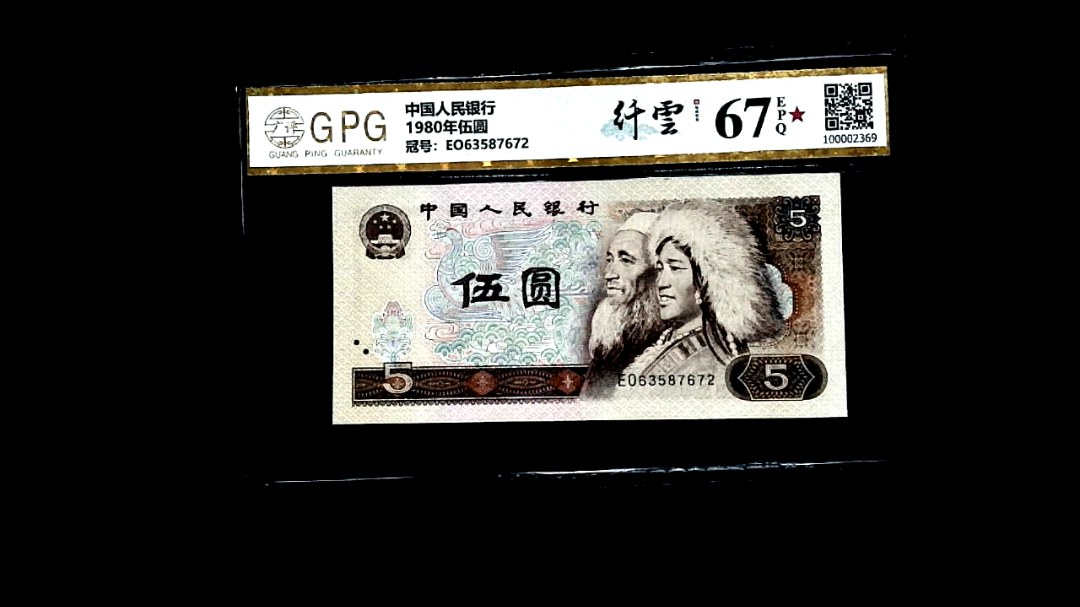 GPG
GUANG PING GUARANTY
中国人民银行
1980年伍圆
冠号：EO63587672
纤雲
67
EPQ
100002369
中国人民银行
5
伍圆
5
EO63587672
5